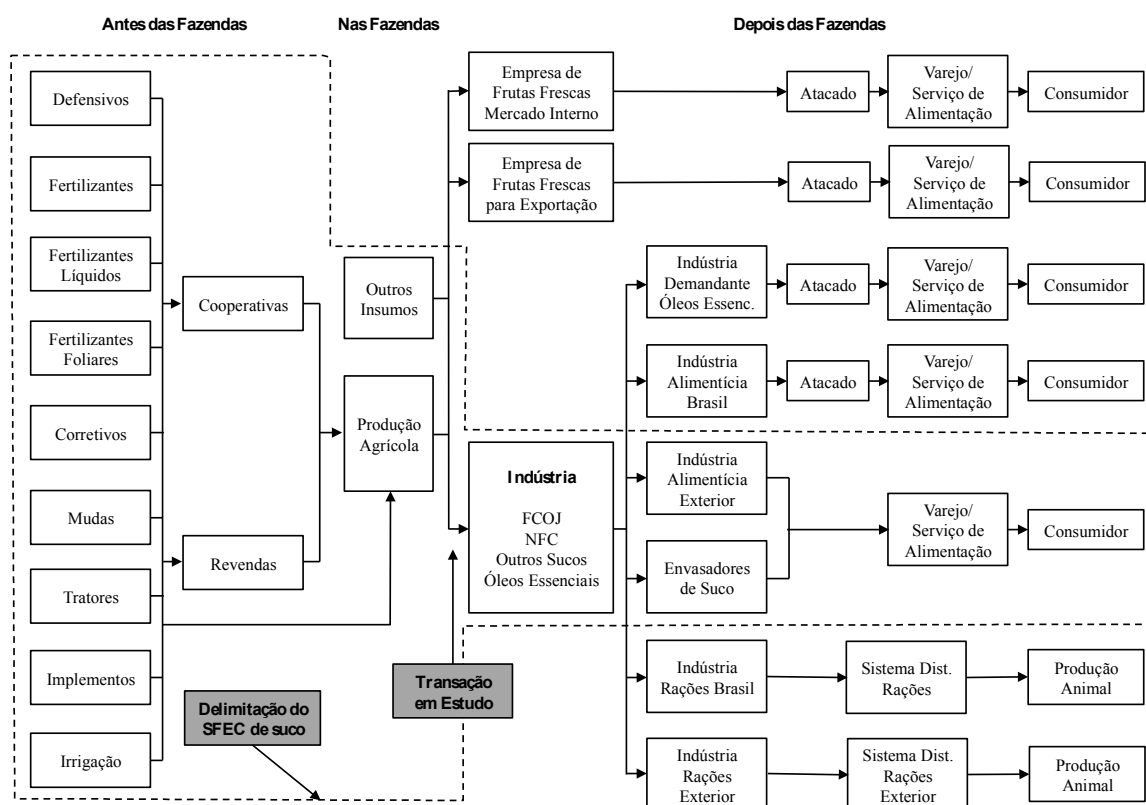 Antes das Fazendas
Nas Fazendas
Depois das Fazendas
Defensivos
Fertilizantes
Fertilizantes
Líquidos
Fertilizantes
Foliares
Corretivos
Mudas
Tratores
Implementos
Irrigação
Cooperativas
Revendas
Delimitação do
SFEC de suco
Outros
Insumos
Produção
Agrícola
Transação
em Estudo
Empresa de
Frutas Frescas
Mercado Interno
Atacado
Varejo/
Serviço de
Alimentação
Consumidor
Empresa de
Frutas Frescas
para Exportação
Atacado
Varejo/
Serviço de
Alimentação
Consumidor
Indústria
FCOJ
NFC
Outros Sucos
Óleos Essenciais
Indústria
Demandante
Óleos Essenc.
Atacado
Varejo/
Serviço de
Alimentação
Consumidor
Indústria
Alimentícia
Brasil
Atacado
Varejo/
Serviço de
Alimentação
Consumidor
Indústria
Alimentícia
Exterior
Envasadores
de Suco
Varejo/
Serviço de
Alimentação
Consumidor
Indústria
Rações Brasil
Sistema Dist.
Rações
Produção
Animal
Indústria
Rações
Exterior
Sistema Dist.
Rações
Exterior
Produção
Animal